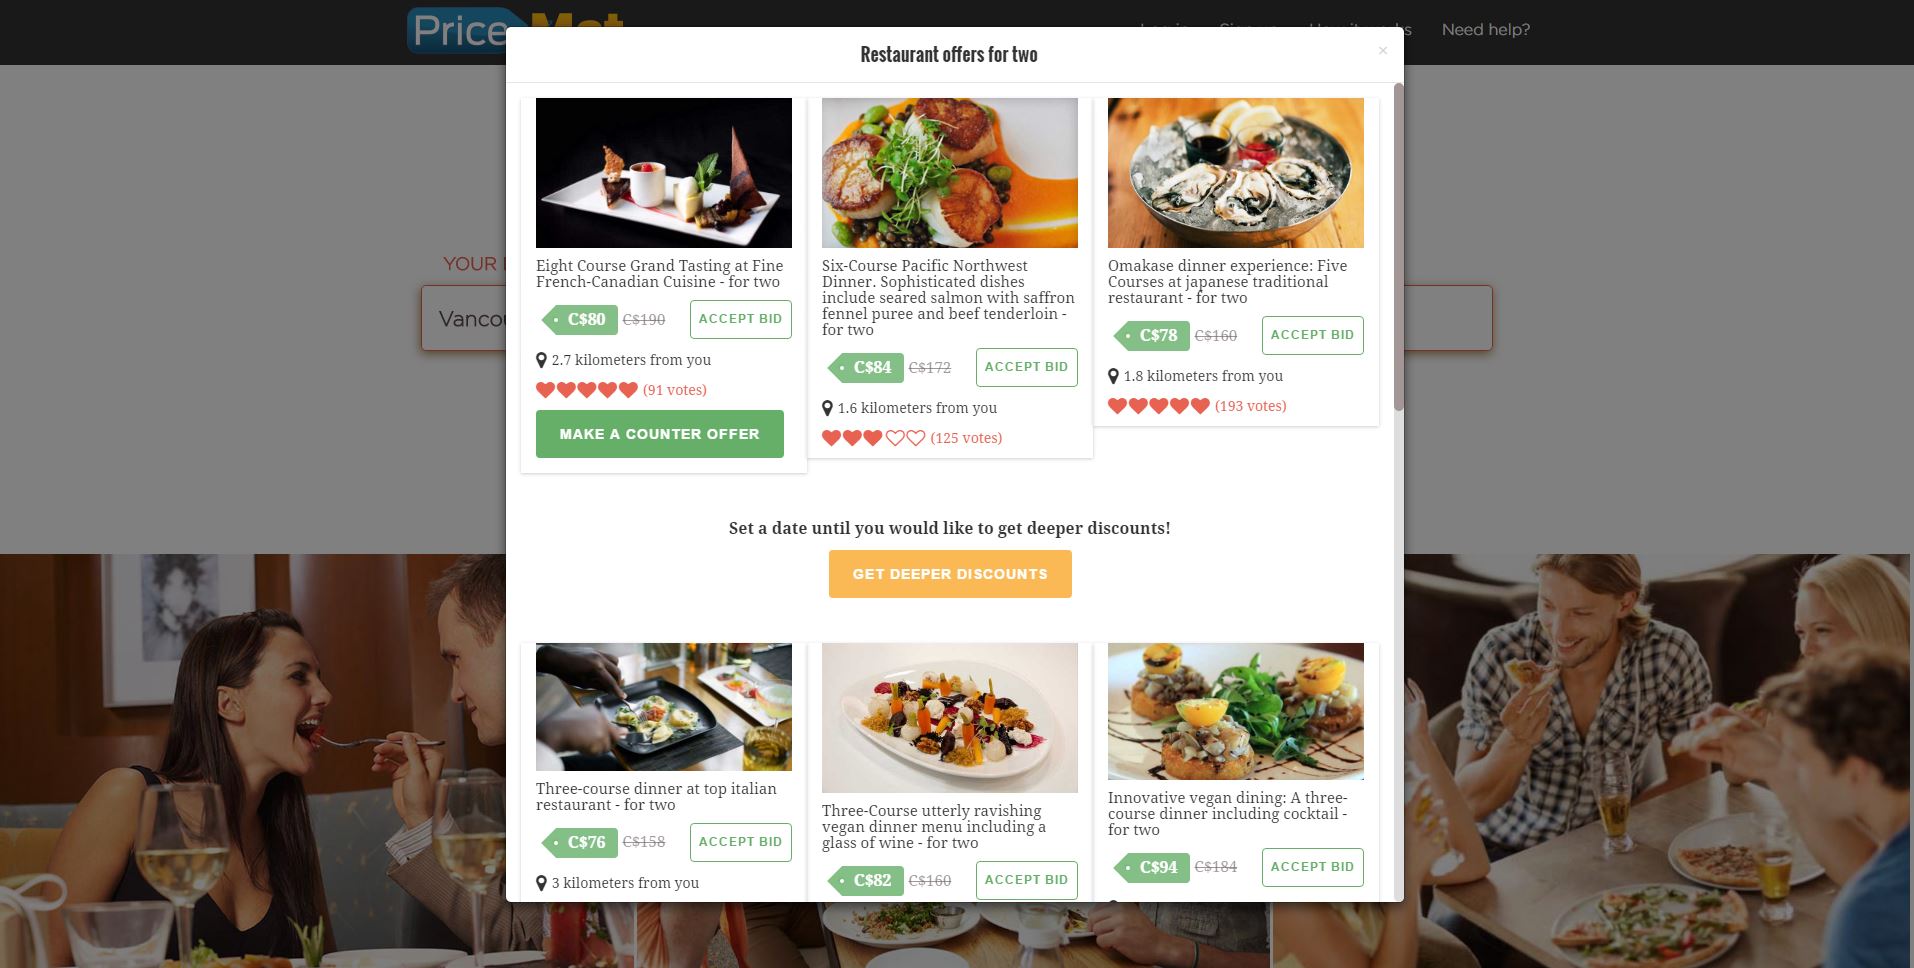 Price
Need help?
Restaurant offers for two
×
YOUR
Vancou
Eight Course Grand Tasting at Fine
French-Canadian Cuisine - for two
C$80 C$190 ACCEPT BID
2.7 kilometers from you
(91 votes)
MAKE A COUNTER OFFER
Six-Course Pacific Northwest
Dinner. Sophisticated dishes
include seared salmon with saffron
fennel puree and beef tenderloin -
for two
C$84 C$172 ACCEPT BID
1.6 kilometers from you
(125 votes)
Omakase dinner experience: Five
Courses at japanese traditional
restaurant - for two
C$78 C$160 ACCEPT BID
1.8 kilometers from you
(193 votes)
Set a date until you would like to get deeper discounts!
GET DEEPER DISCOUNTS
Three-course dinner at top italian
restaurant - for two
C$76 C$158 ACCEPT BID
3 kilometers from you
Three-Course utterly ravishing
vegan dinner menu including a
glass of wine - for two
C$82 C$160 ACCEPT BID
Innovative vegan dining: A three-
course dinner including cocktail -
for two
C$94 C$184 ACCEPT BID